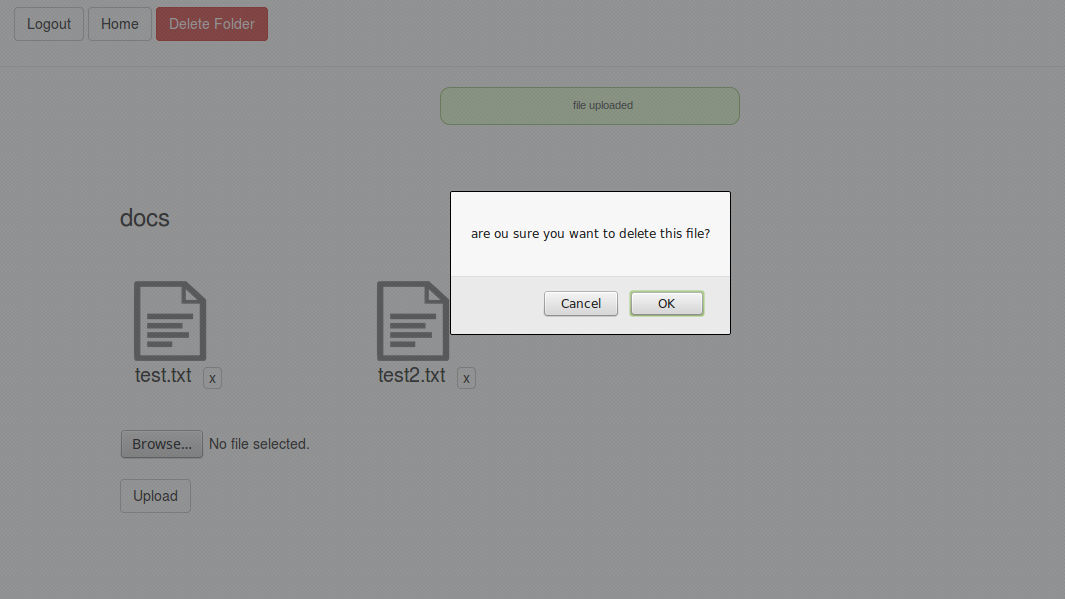 Logout Home Delete Folder
file uploaded
docs
are ou sure you want to delete this file?
Cancel OK
test.txt x test2.txt x
Browse... No file selected.
Upload